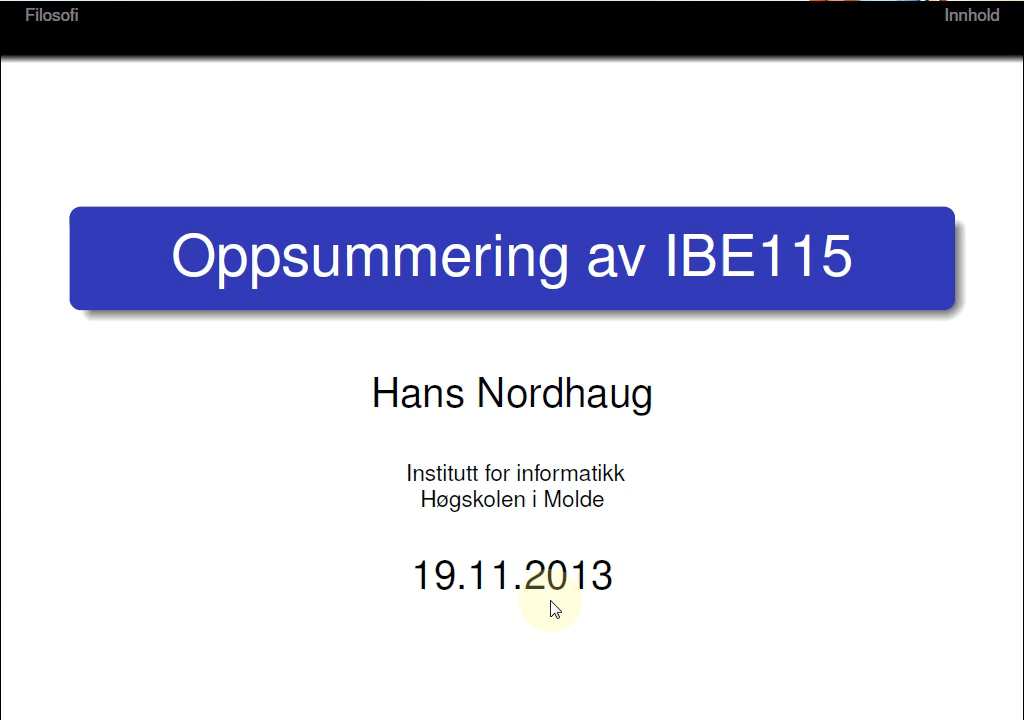 Filosofi
Innhold
Oppsummering av IBE115
Hans Nordhaug
Institutt for informatikk
Høgskolen i Molde
19.11.2013